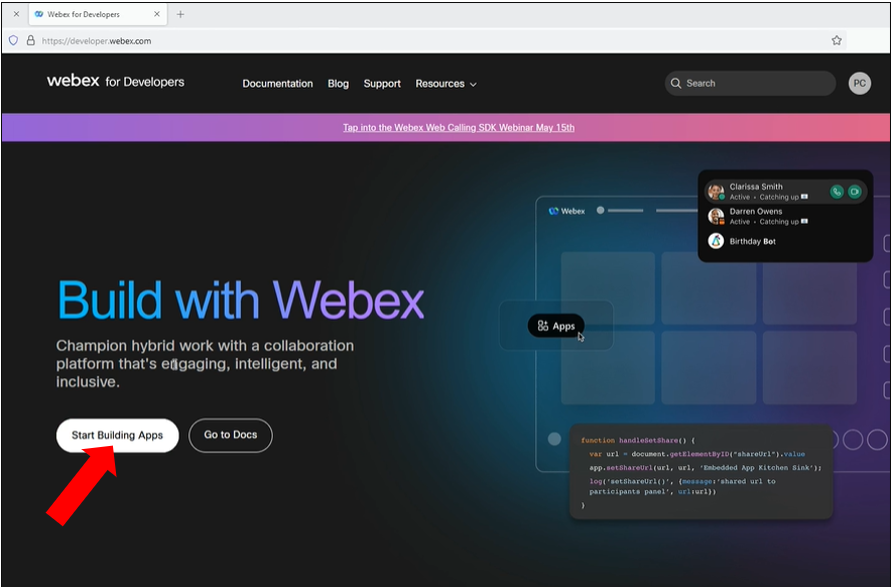 Webex for Developers
https://developer.webex.com
webex for Developers
Documentation
Blog
Support
Resources
Search
PC
Tap into the Webex Web Calling SDK Webinar May 15th
Clarissa Smith
Active • Catching up
Darren Owens
Active • Catching up
Birthday Bot
Webex
Build with Webex
Apps
Champion hybrid work with a collaboration
platform that's engaging, intelligent, and
inclusive.
Start Building Apps
Go to Docs
function handleSetShare() {
var url = document.getElementByID("shareUrl").value
app.setShareUrl(url, url, 'Embedded App Kitchen Sink');
log('setShareUrl()', {message:'shared url to
participants panel', url:url})
}